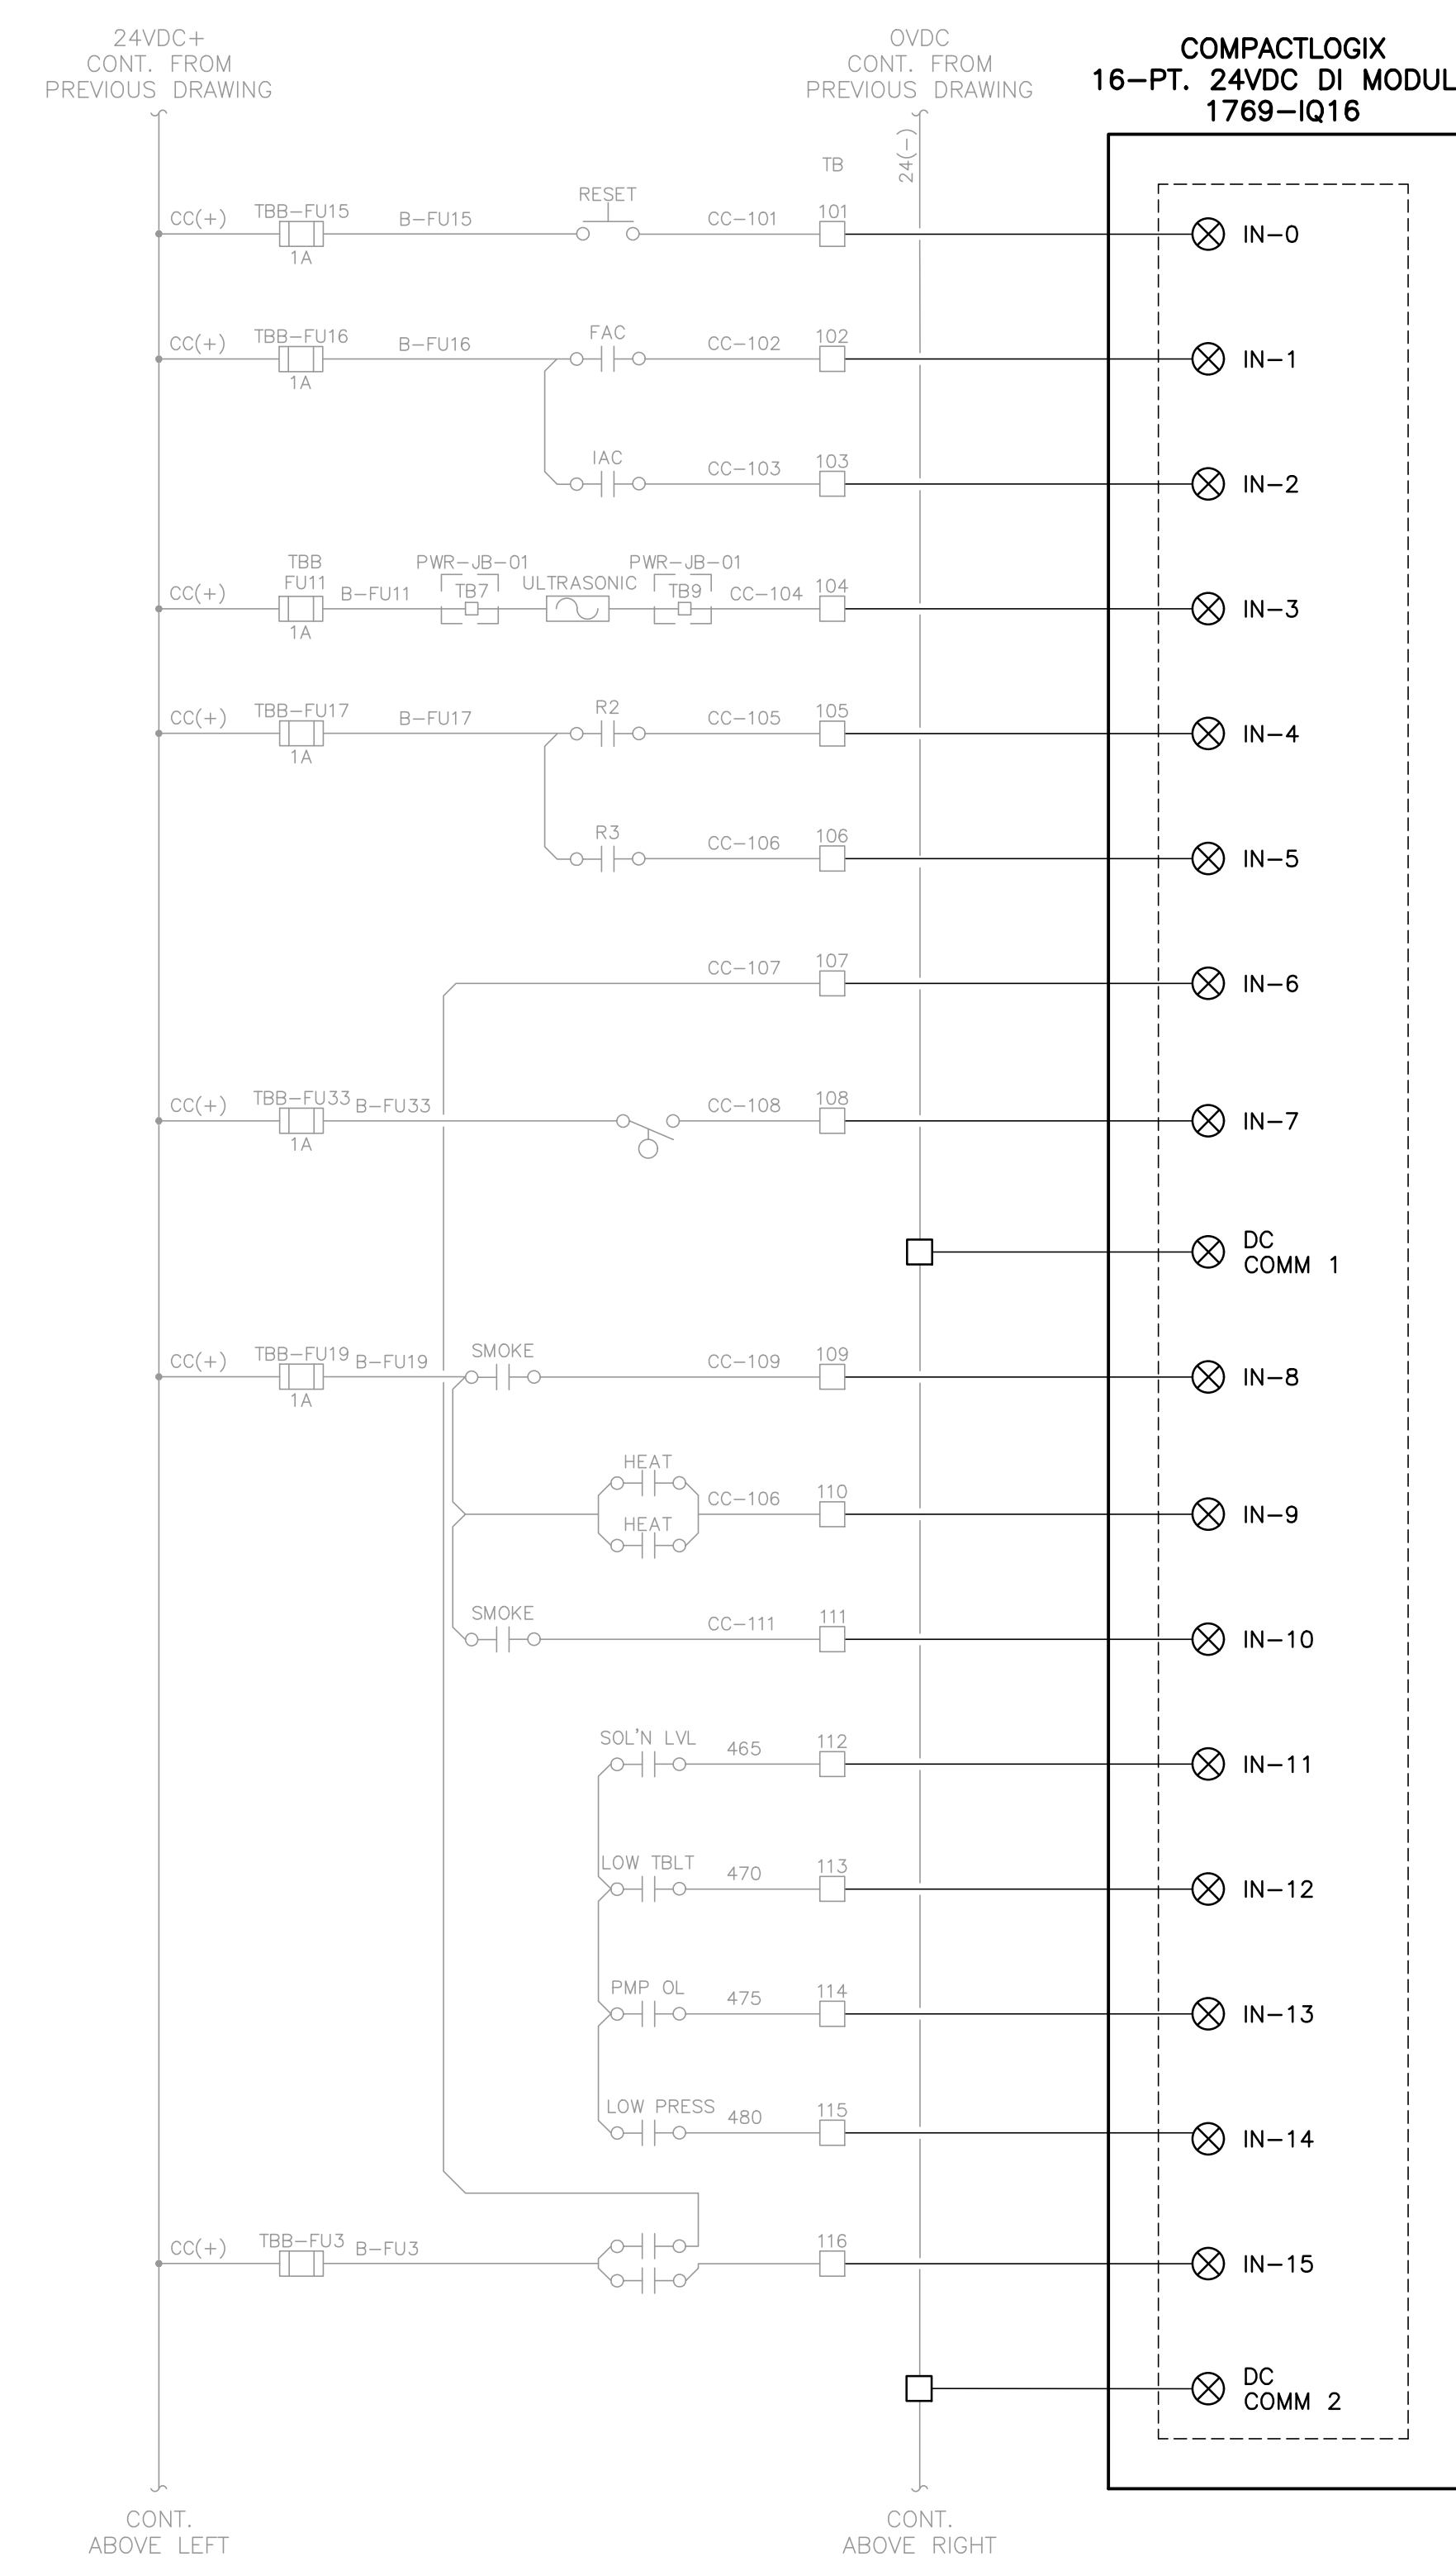 24VDC+
CONT. FROM
PREVIOUS DRAWING
0VDC
CONT. FROM
PREVIOUS DRAWING
COMPACTLOGIX
16-PT. 24VDC DI MODUL
1769-IQ16
TB
24(-)
CC(+) TBB-FU15 B-FU15 RESET CC-101 101 IN-0
1A
CC(+) TBB-FU16 B-FU16 FAC CC-102 102 IN-1
1A
IAC CC-103 103 IN-2
TBB PWR-JB-01 PWR-JB-01
CC(+) FU11 B-FU11 TB7 ULTRASONIC TB9 CC-104 104 IN-3
1A
CC(+) TBB-FU17 B-FU17 R2 CC-105 105 IN-4
1A
R3 CC-106 106 IN-5
CC-107 107 IN-6
CC(+) TBB-FU33 B-FU33 CC-108 108 IN-7
1A
DC
COMM 1
CC(+) TBB-FU19 B-FU19 SMOKE CC-109 109 IN-8
1A
HEAT
CC-106 110 IN-9
HEAT
SMOKE CC-111 111 IN-10
SOL'N LVL 465 112 IN-11
LOW TBLT 470 113 IN-12
PMP OL 475 114 IN-13
LOW PRESS 480 115 IN-14
CC(+) TBB-FU3 B-FU3 116 IN-15
DC
COMM 2
CONT.
ABOVE LEFT
CONT.
ABOVE RIGHT